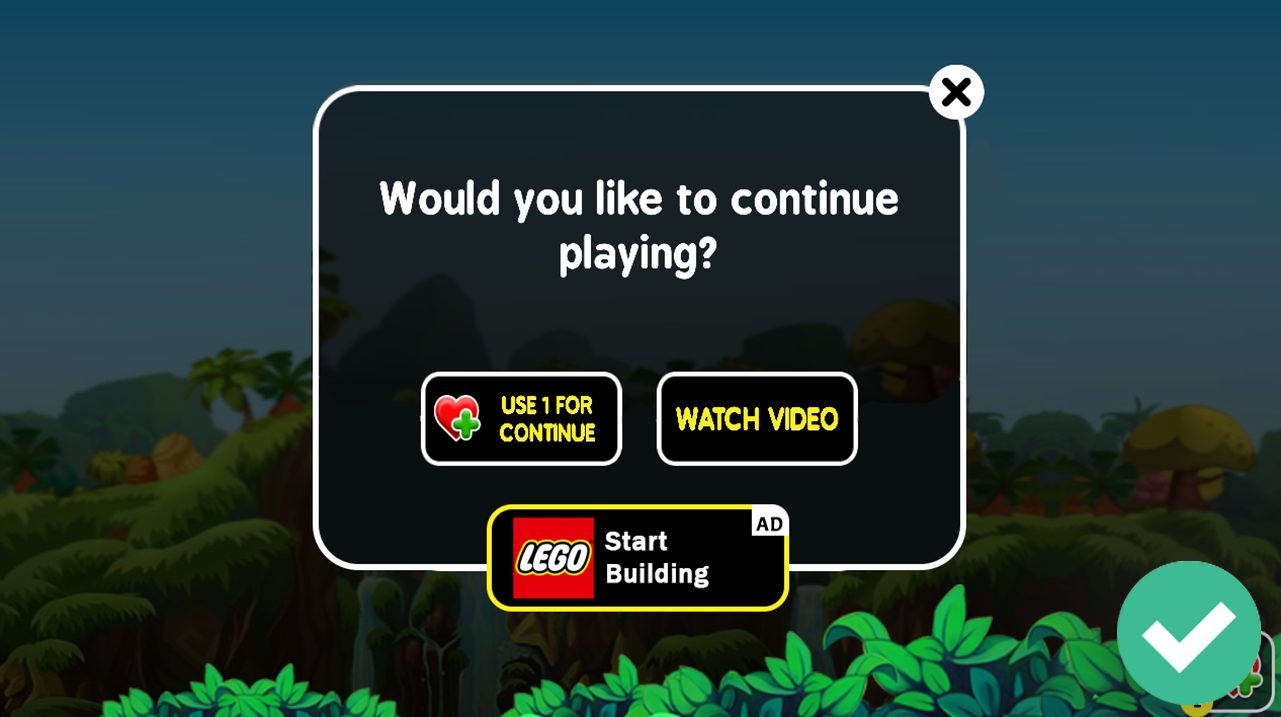 Would you like to continue
playing?
USE 1 FOR
CONTINUE
WATCH VIDEO
AD
LEGO
Start
Building